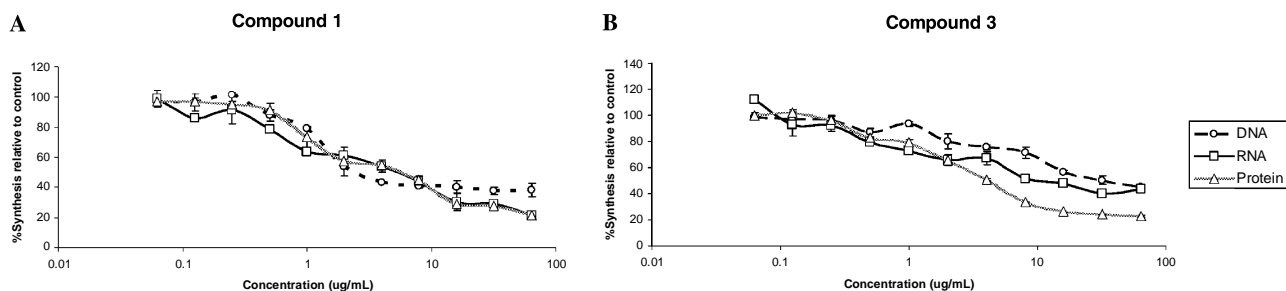 A
Compound 1
%Synthesis relative to control
120
100
80
60
40
20
0
0.01
0.1
1
10
100
Concentration (ug/mL)
B
Compound 3
%Synthesis relative to control
140
120
100
80
60
40
20
0
0.01
0.1
1
10
100
Concentration (ug/mL)
DNA
RNA
Protein